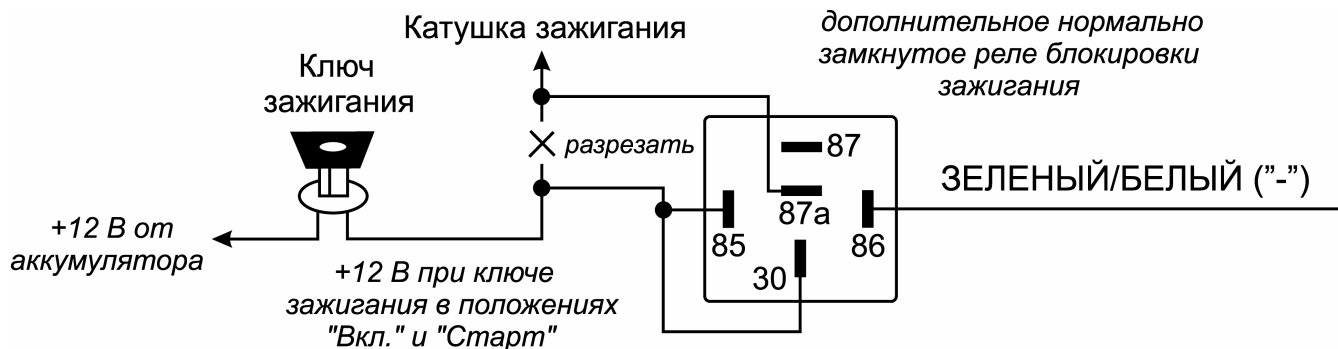 Катушка зажигания
дополнительное нормально
замкнутое реле блокировки
зажигания
Ключ
зажигания
разрезать
87
87а
85
86
30
ЗЕЛЕНЫЙ/БЕЛЫЙ ("-")
+12 В от
аккумулятора
+12 В при ключе
зажигания в положениях
"Вкл." и "Старт"